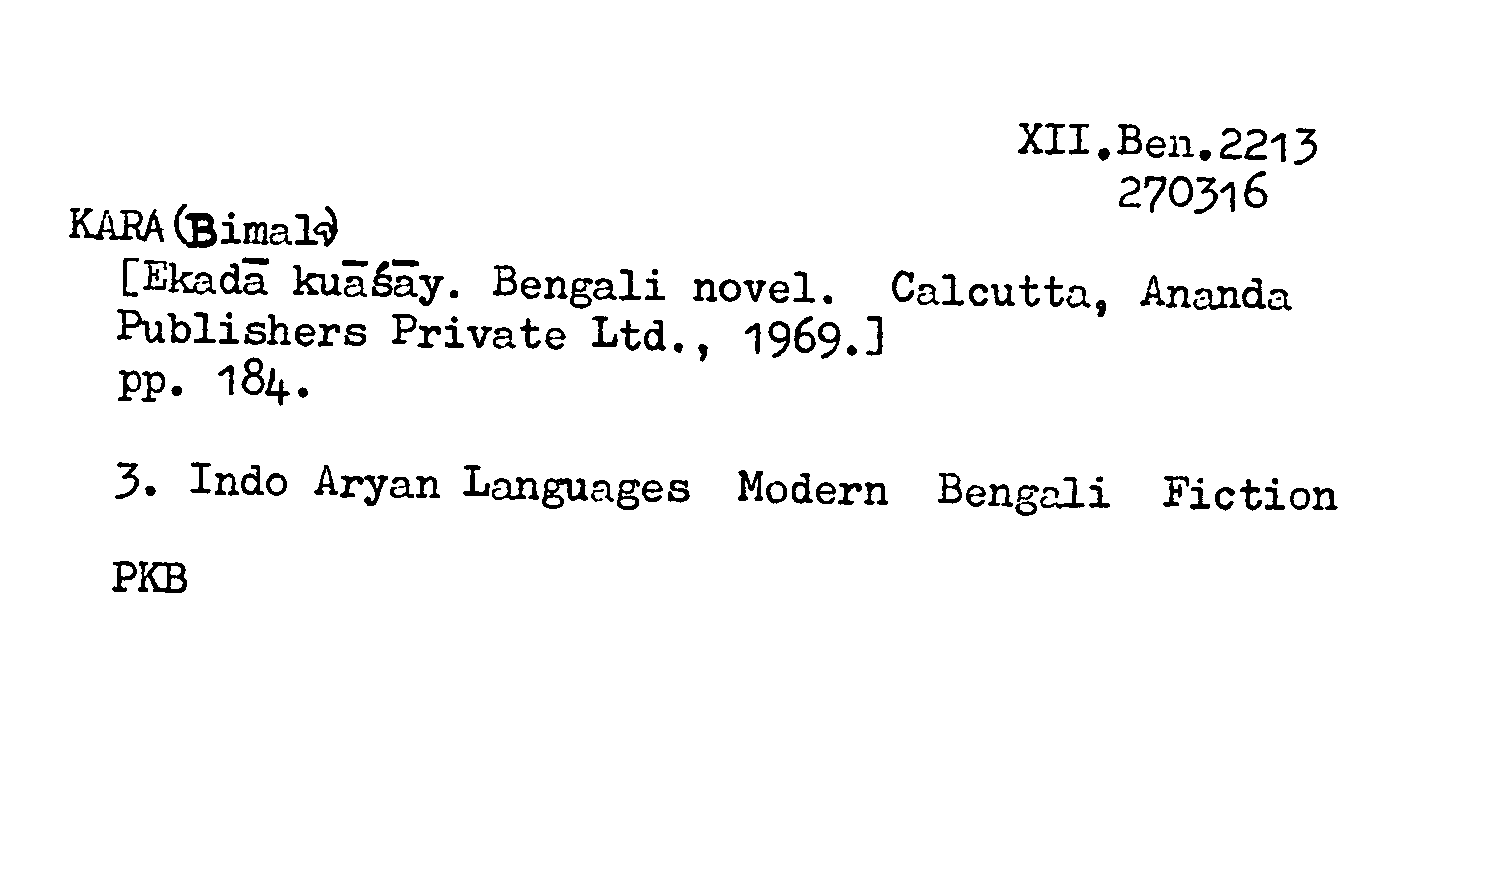 XII.Ben.2213
270316
KARA (Bimala)
[Ekadā kuāśāy. Bengali novel. Calcutta, Ananda
Publishers Private Ltd., 1969.]
pp. 184.
3. Indo Aryan Languages Modern Bengali Fiction
PKB